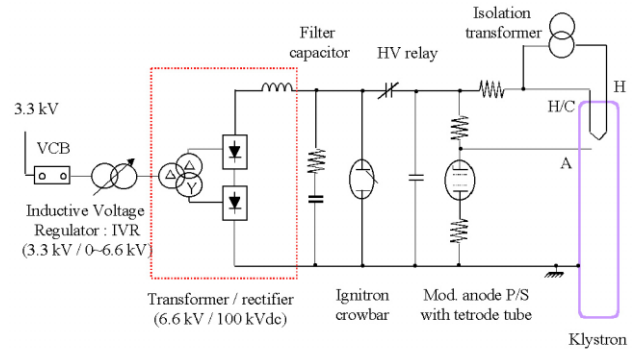 Isolation
transformer
Filter
capacitor
HV relay
H
H/C
3.3 kV
VCB
A
Δ
Δ
Y
Inductive Voltage
Regulator : IVR
(3.3 kV / 0~6.6 kV)
Transformer / rectifier
(6.6 kV / 100 kVdc)
Ignitron
crowbar
Mod. anode P/S
with tetrode tube
Klystron